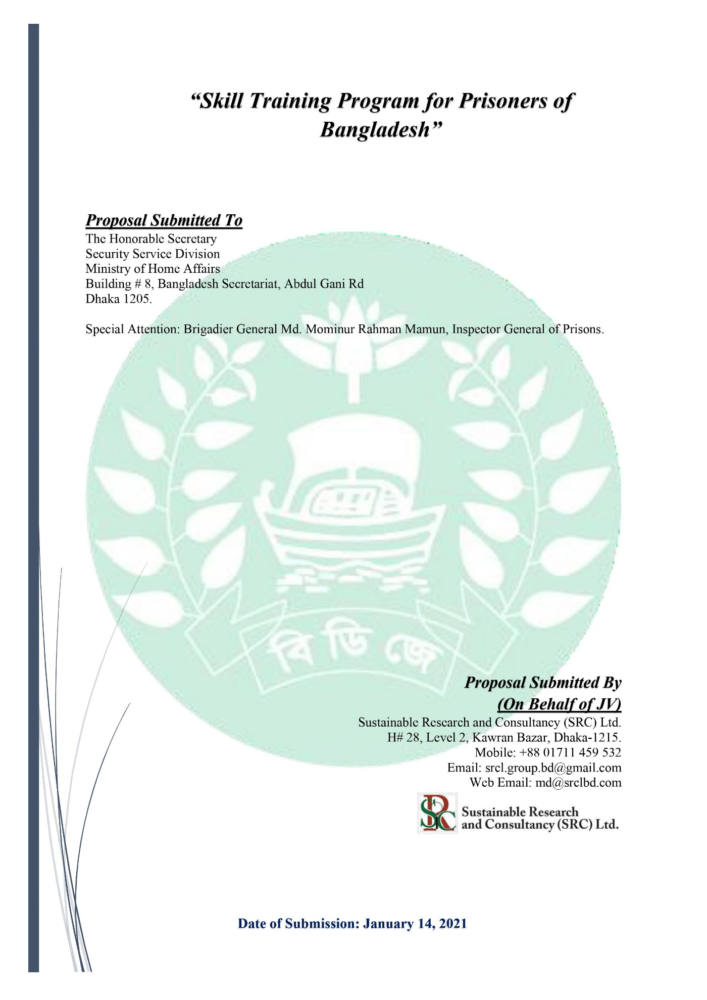 “Skill Training Program for Prisoners of
Bangladesh”
Proposal Submitted To
The Honorable Secretary
Security Service Division
Ministry of Home Affairs
Building # 8, Bangladesh Secretariat, Abdul Gani Rd
Dhaka 1205.
Special Attention: Brigadier General Md. Mominur Rahman Mamun, Inspector General of Prisons.
বি ডি জে
Proposal Submitted By
(On Behalf of JV)
Sustainable Research and Consultancy (SRC) Ltd.
H# 28, Level 2, Kawran Bazar, Dhaka-1215.
Mobile: +88 01711 459 532
Email: srcl.group.bd@gmail.com
Web Email: md@srclbd.com
SRC
Sustainable Research
and Consultancy (SRC) Ltd.
Date of Submission: January 14, 2021